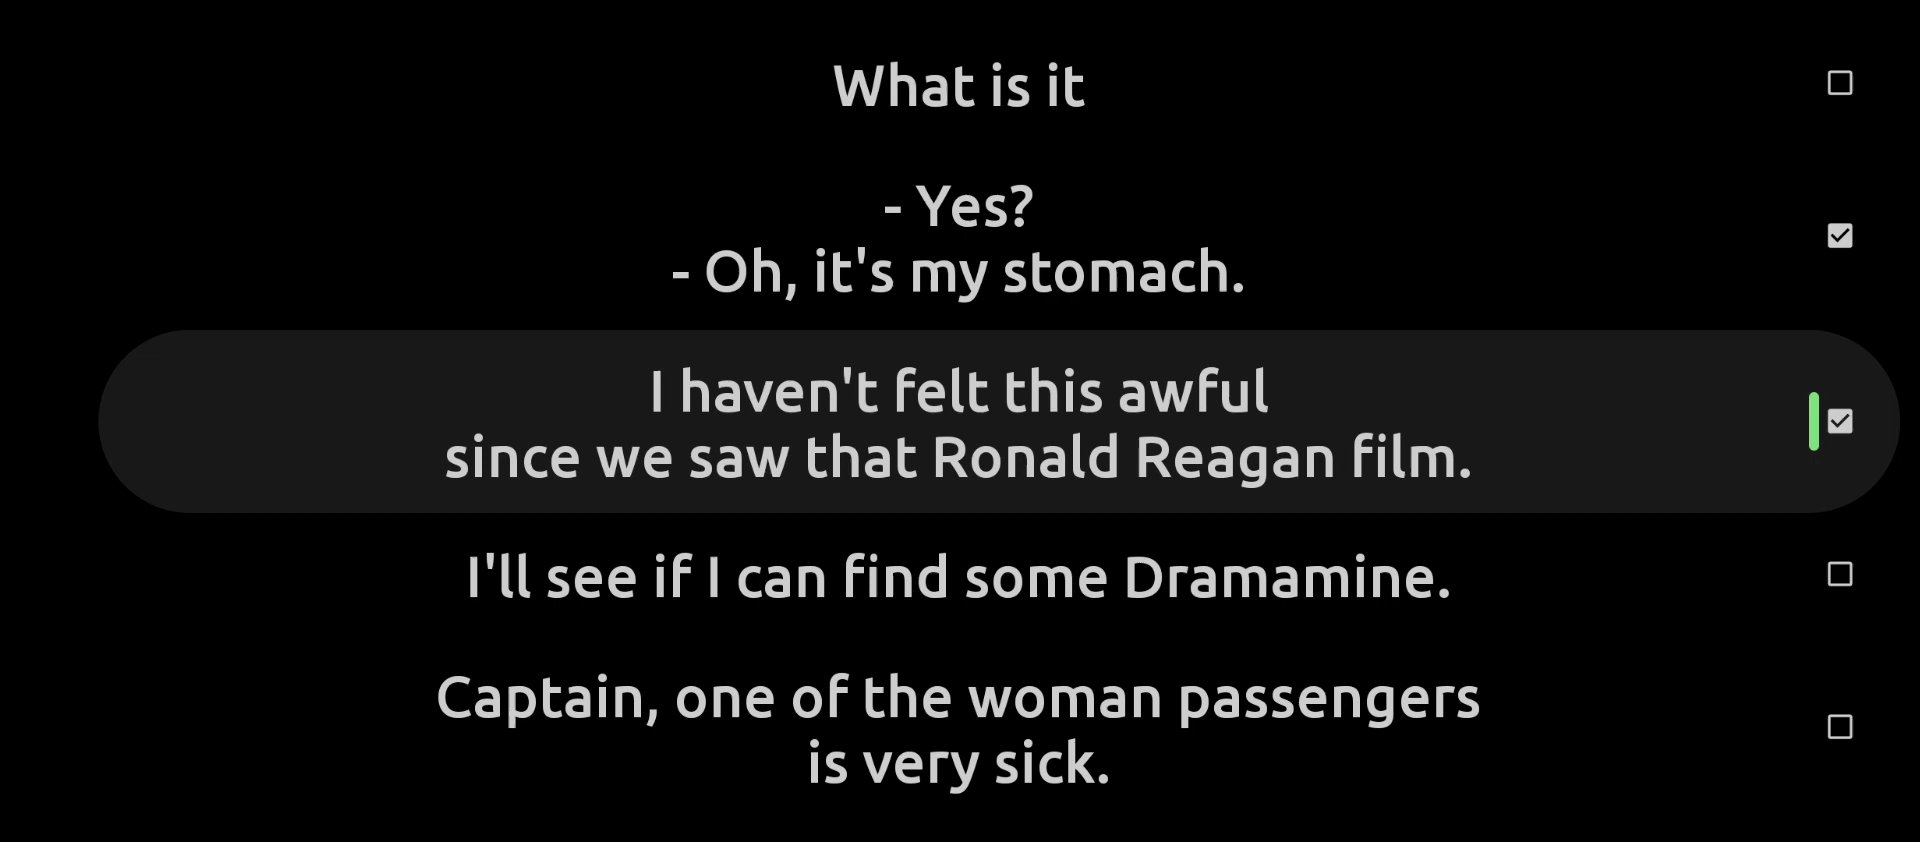 What is it
- Yes?
- Oh, it's my stomach.
I haven't felt this awful
since we saw that Ronald Reagan film.
I'll see if I can find some Dramamine.
Captain, one of the woman passengers
is very sick.